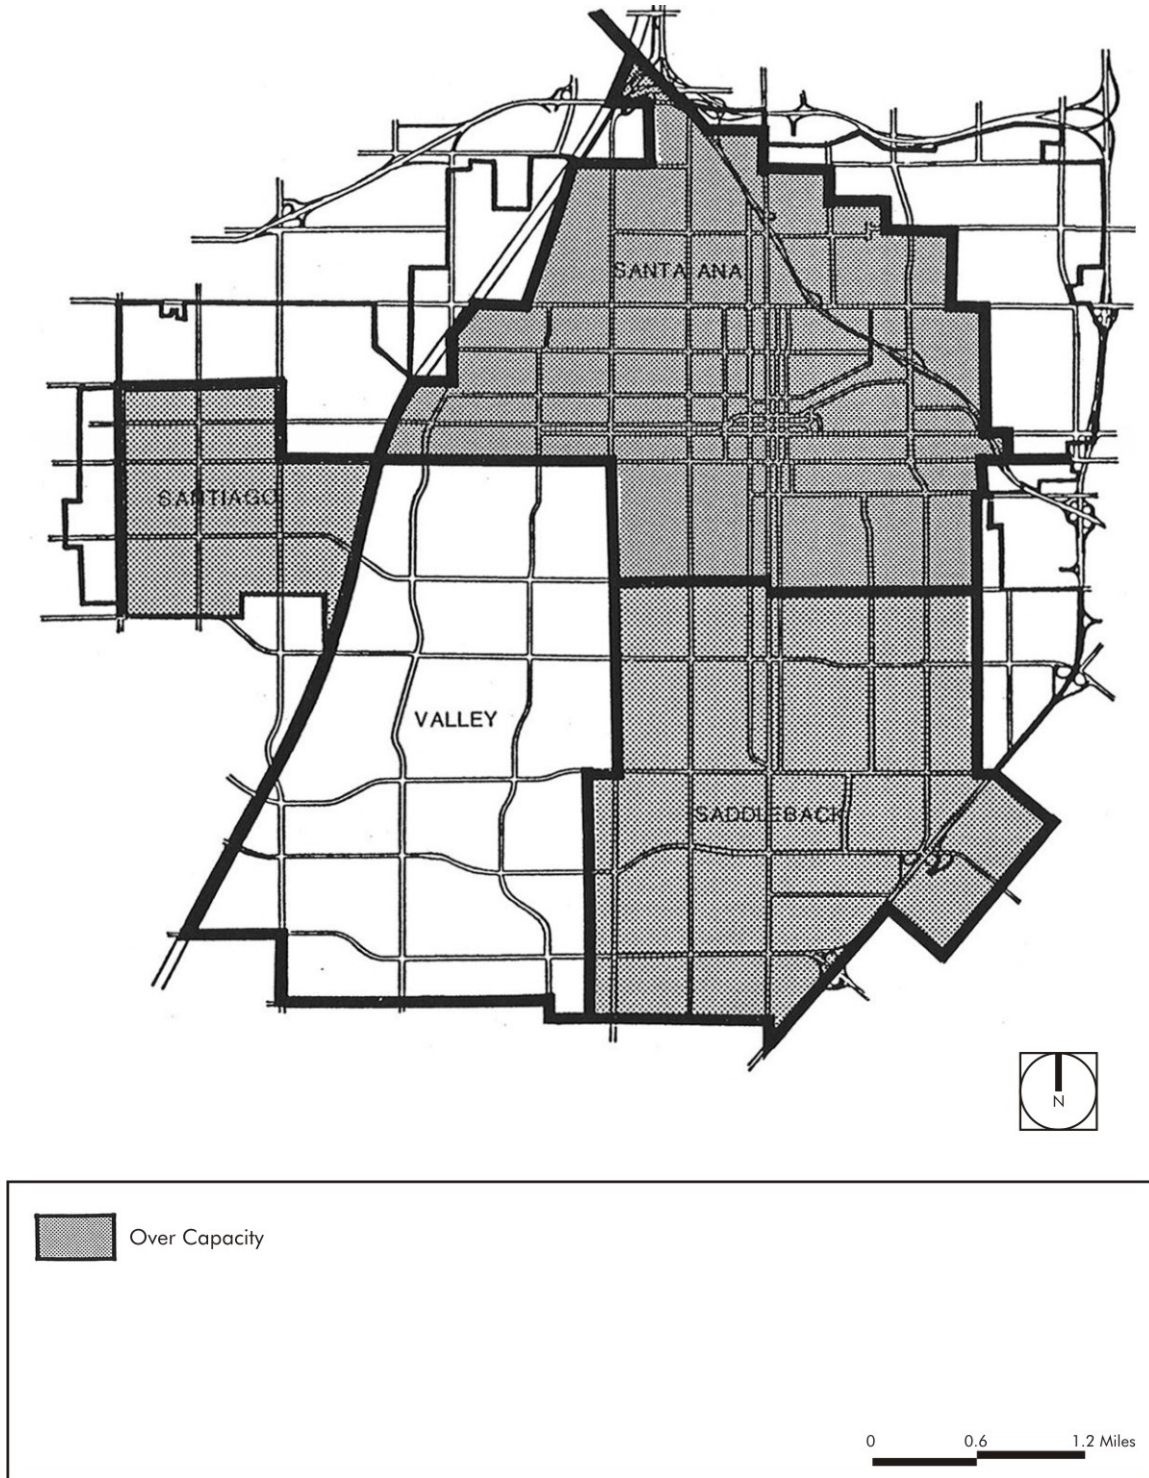 SANTA ANA
SANTIAGO
VALLEY
SADDLEBACK
N
Over Capacity
0 0.6 1.2 Miles